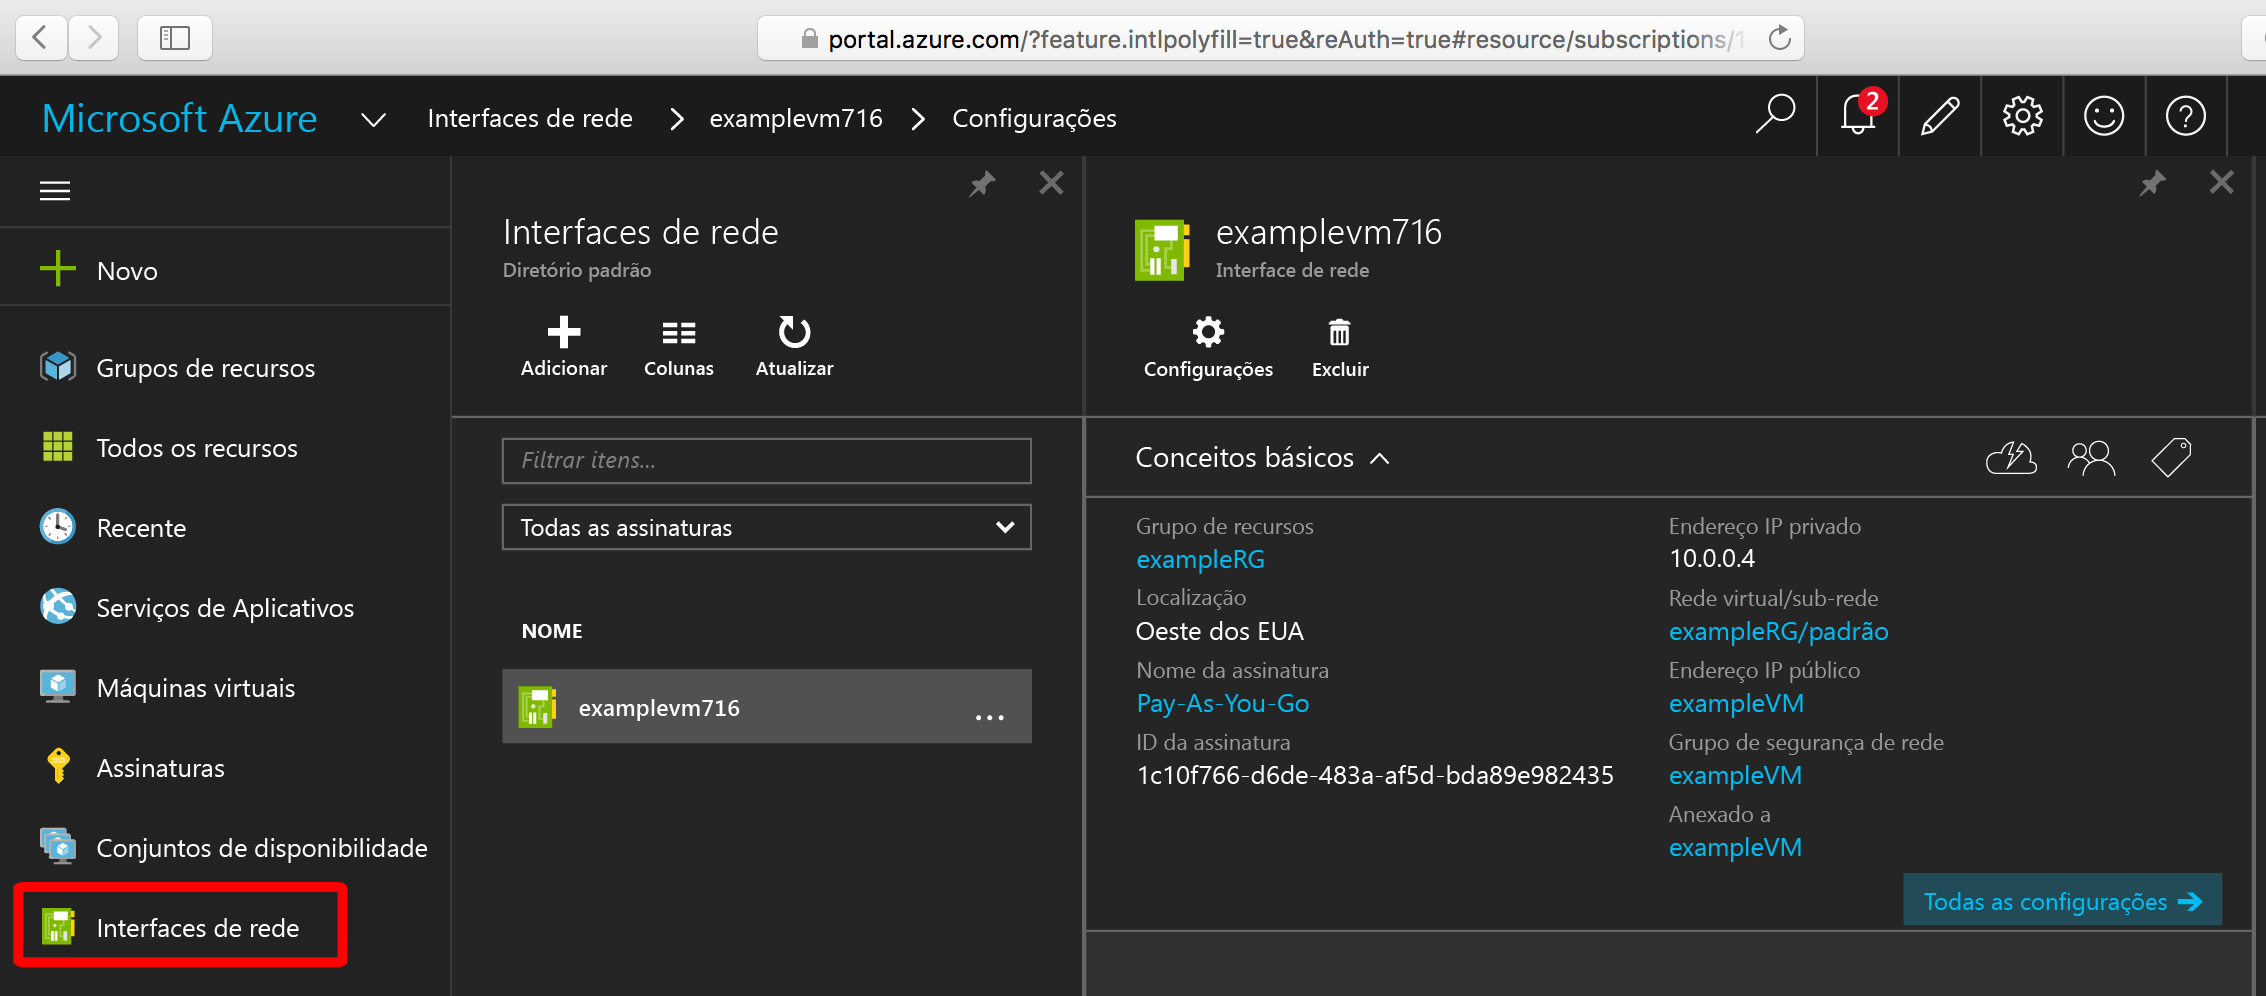 portal.azure.com/?feature.intlpolyfill=true&reAuth=true#resource/subscriptions/1
Microsoft Azure
Interfaces de rede > examplevm716 > Configurações
2
Novo
Grupos de recursos
Todos os recursos
Recente
Serviços de Aplicativos
Máquinas virtuais
Assinaturas
Conjuntos de disponibilidade
Interfaces de rede
Interfaces de rede
Diretório padrão
Adicionar
Colunas
Atualizar
Filtrar itens...
Todas as assinaturas
NOME
examplevm716
...
examplevm716
Interface de rede
Configurações
Excluir
Conceitos básicos
Grupo de recursos
exampleRG
Localização
Oeste dos EUA
Nome da assinatura
Pay-As-You-Go
ID da assinatura
1c10f766-d6de-483a-af5d-bda89e982435
Endereço IP privado
10.0.0.4
Rede virtual/sub-rede
exampleRG/padrão
Endereço IP público
exampleVM
Grupo de segurança de rede
exampleVM
Anexado a
exampleVM
Todas as configurações